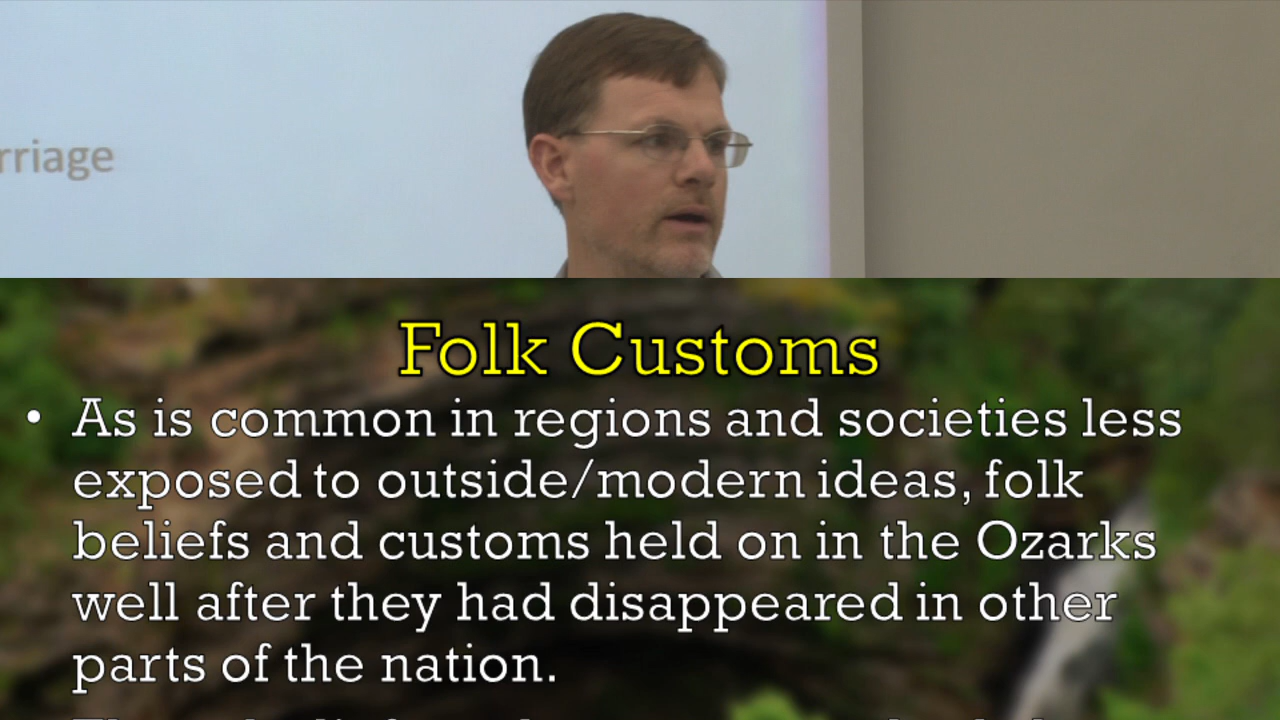 rriage
Folk Customs
• As is common in regions and societies less
exposed to outside/modern ideas, folk
beliefs and customs held on in the Ozarks
well after they had disappeared in other
parts of the nation.